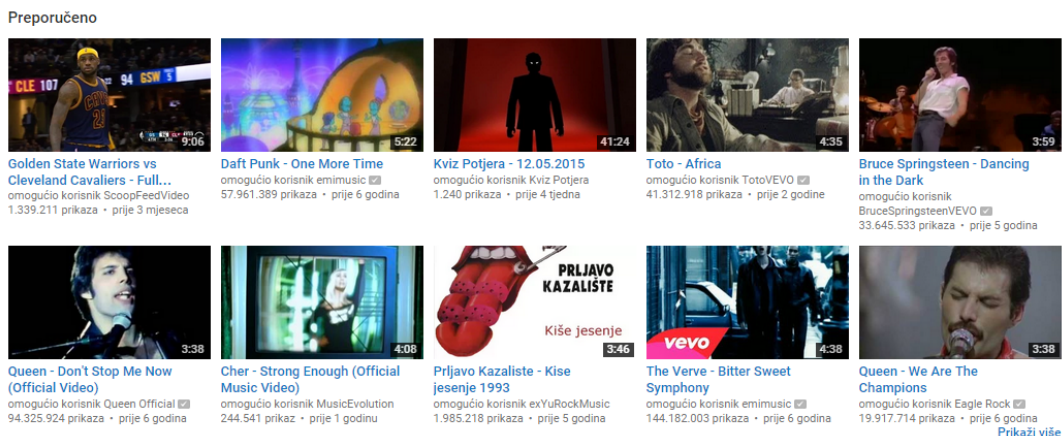 Preporučeno
CLE 107
94 GSW 5
9:06
5:22
41:24
4:35
3:59
Golden State Warriors vs
Cleveland Cavaliers - Full...
omogućio korisnik ScoopFeedVideo
1.339.211 prikaza • prije 3 mjeseca
Daft Punk - One More Time
omogućio korisnik emimusic
57.961.389 prikaza • prije 6 godina
Kviz Potjera - 12.05.2015
omogućio korisnik Kviz Potjera
1.240 prikaza • prije 4 tjedna
Toto - Africa
omogućio korisnik TotoVEVO
41.312.918 prikaza • prije 2 godine
Bruce Springsteen - Dancing
in the Dark
omogućio korisnik
BruceSpringsteenVEVO
33.645.533 prikaza • prije 5 godina
3:38
4:08
PRLJAVO
KAZALIŠTE
Kiše jesenje
3:46
vevo
4:38
3:38
Queen - Don't Stop Me Now
(Official Video)
omogućio korisnik Queen Official
94.325.924 prikaza • prije 6 godina
Cher - Strong Enough (Official
Music Video)
omogućio korisnik MusicEvolution
244.541 prikaz • prije 1 godinu
Prljavo Kazaliste - Kise
jesenje 1993
omogućio korisnik exYuRockMusic
1.985.218 prikaza • prije 5 godina
The Verve - Bitter Sweet
Symphony
omogućio korisnik emimusic
144.182.003 prikaza • prije 6 godina
Queen - We Are The
Champions
omogućio korisnik Eagle Rock
19.917.714 prikaza • prije 6 godina
Prikaži više